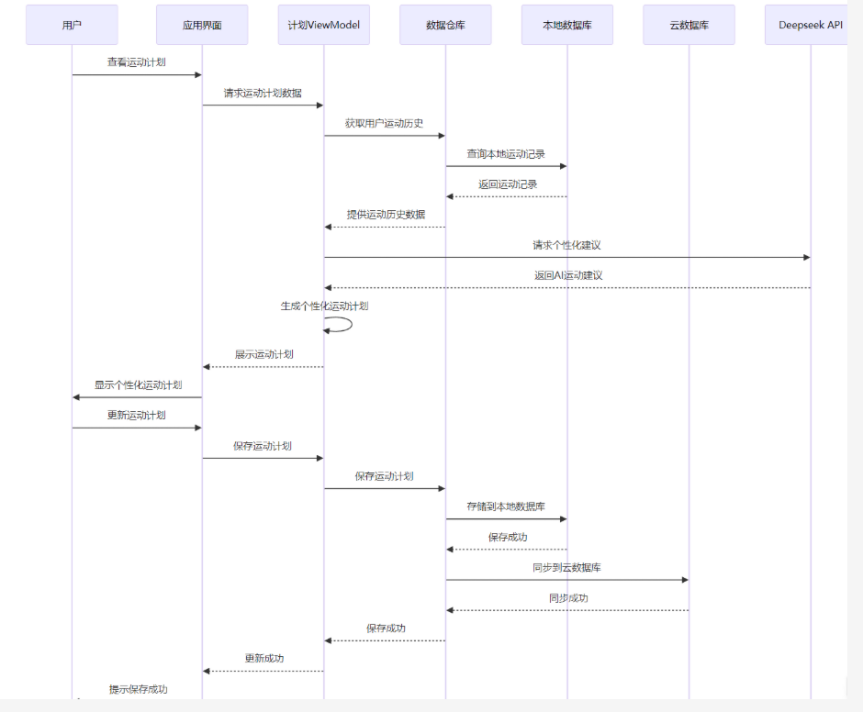 用户
应用界面
计划ViewModel
数据仓库
本地数据库
云数据库
Deepseek API
查看运动计划
请求运动计划数据
获取用户运动历史
查询本地运动记录
返回运动记录
提供运动历史数据
请求个性化建议
返回AI运动建议
生成个性化运动计划
展示运动计划
显示个性化运动计划
更新运动计划
保存运动计划
保存运动计划
存储到本地数据库
保存成功
同步到云数据库
同步成功
保存成功
更新成功
提示保存成功